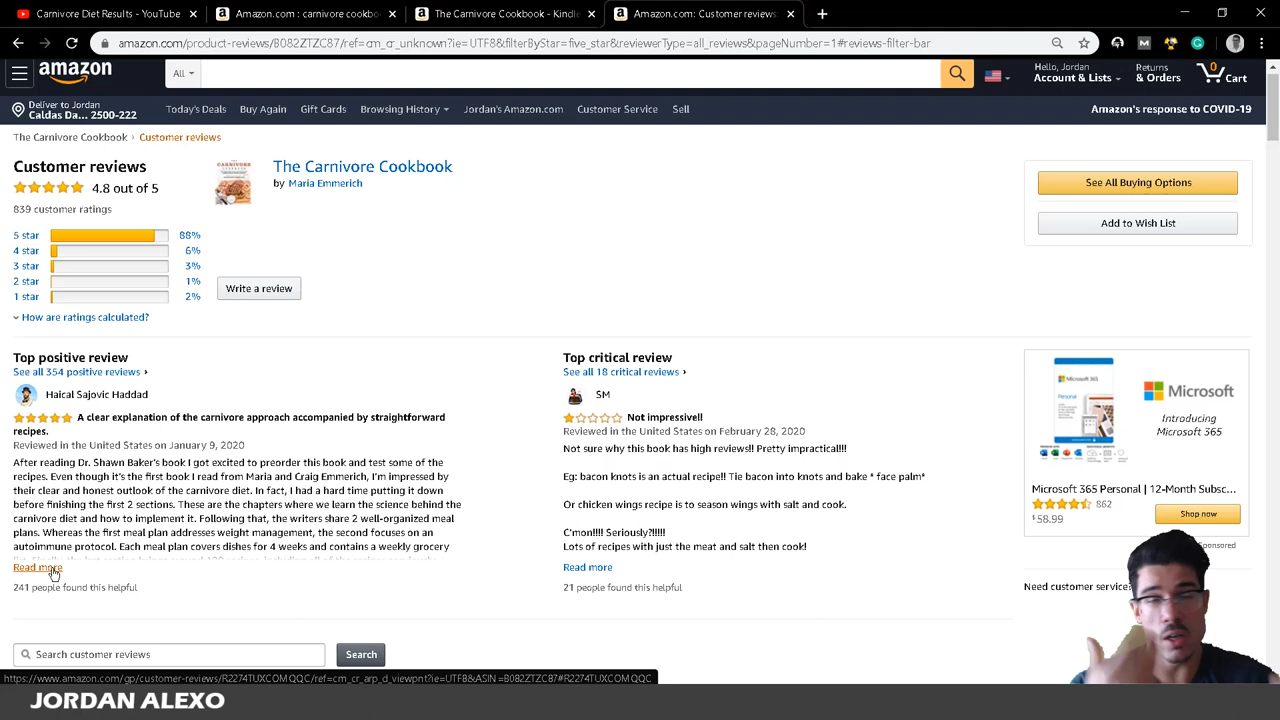 Carnivore Diet Results - YouTube
Amazon.com : carnivore cookbo
The Carnivore Cookbook - Kindle
Amazon.com: Customer reviews
amazon.com/product-reviews/B082ZTZC87/ref=cm_cr_unknown?ie=UTF8&filterByStar=five_star&reviewerType=all_reviews&pageNumber=1#reviews-filter-bar
amazon
All
Hello, Jordan
Account & Lists
Returns
& Orders
0
Cart
Deliver to Jordan
Caldas Da... 2500-222
Today's Deals Buy Again Gift Cards Browsing History Jordan's Amazon.com Customer Service Sell
Amazon's response to COVID-19
The Carnivore Cookbook › Customer reviews
Customer reviews
4.8 out of 5
839 customer ratings
5 star 88%
4 star 6%
3 star 3%
2 star 1%
1 star 2%
How are ratings calculated?
The Carnivore Cookbook
by Maria Emmerich
Write a review
See All Buying Options
Add to Wish List
Top positive review
See all 354 positive reviews ›
Haical Sajovic Haddad
A clear explanation of the carnivore approach accompanied by straightforward
recipes.
Reviewed in the United States on January 9, 2020
After reading Dr. Shawn Baker's book I got excited to preorder this book and test some of the
recipes. Even though it's the first book I read from Maria and Craig Emmerich, I'm impressed by
their clear and honest outlook of the carnivore diet. In fact, I had a hard time putting it down
before finishing the first 2 sections. These are the chapters where we learn the science behind the
carnivore diet and how to implement it. Following that, the writers share 2 well-organized meal
plans. Whereas the first meal plan addresses weight management, the second focuses on an
autoimmune protocol. Each meal plan covers dishes for 4 weeks and contains a weekly grocery
Read more
241 people found this helpful
Top critical review
See all 18 critical reviews ›
SM
Not impressive!!
Reviewed in the United States on February 28, 2020
Not sure why this book has high reviews!! Pretty impractical!!!
Eg: bacon knots is an actual recipe!! Tie bacon into knots and bake * face palm*
Or chicken wings recipe is to season wings with salt and cook.
C'mon!!!! Seriously?!!!!!
Lots of recipes with just the meat and salt then cook!
Read more
21 people found this helpful
Microsoft 365
Microsoft
Introducing
Microsoft 365
Microsoft 365 Personal | 12-Month Subsc...
862
$58.99
Shop now
Sponsored
Need customer service?
Search customer reviews
Search
https://www.amazon.com/gp/customer-reviews/R2274TUXCOMQQC/ref=cm_cr_arp_d_viewpnt?ie=UTF8&ASIN=B082ZTZC87#R2274TUXCOMQQC
JORDAN ALEXO